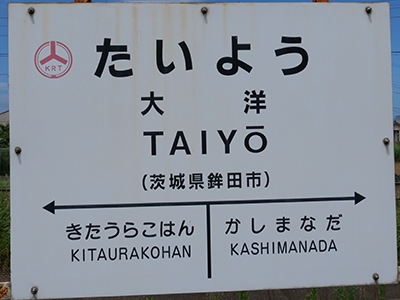 KRT
たいよう
大洋
TAIYŌ
(茨城県鉾田市)
きたうらこはん かしまなだ
KITAURAKOHAN KASHIMANADA